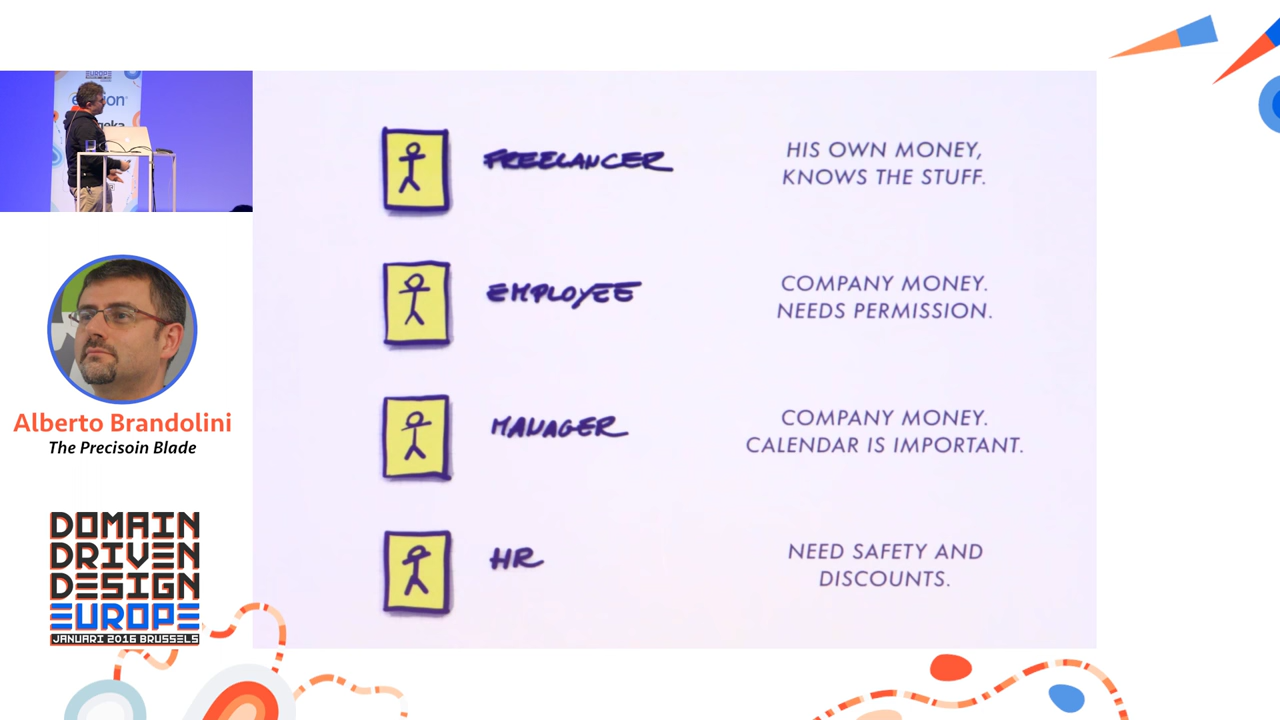 FREELANCER
HIS OWN MONEY,
KNOWS THE STUFF.
EMPLOYEE
COMPANY MONEY.
NEEDS PERMISSION.
MANAGER
COMPANY MONEY.
CALENDAR IS IMPORTANT.
HR
NEED SAFETY AND
DISCOUNTS.
EUROPE
Alberto Brandolini
The Precisoin Blade
DOMAIN
DRIVEN
DESIGN
EUROPE
JANUARI 2016 BRUSSELS